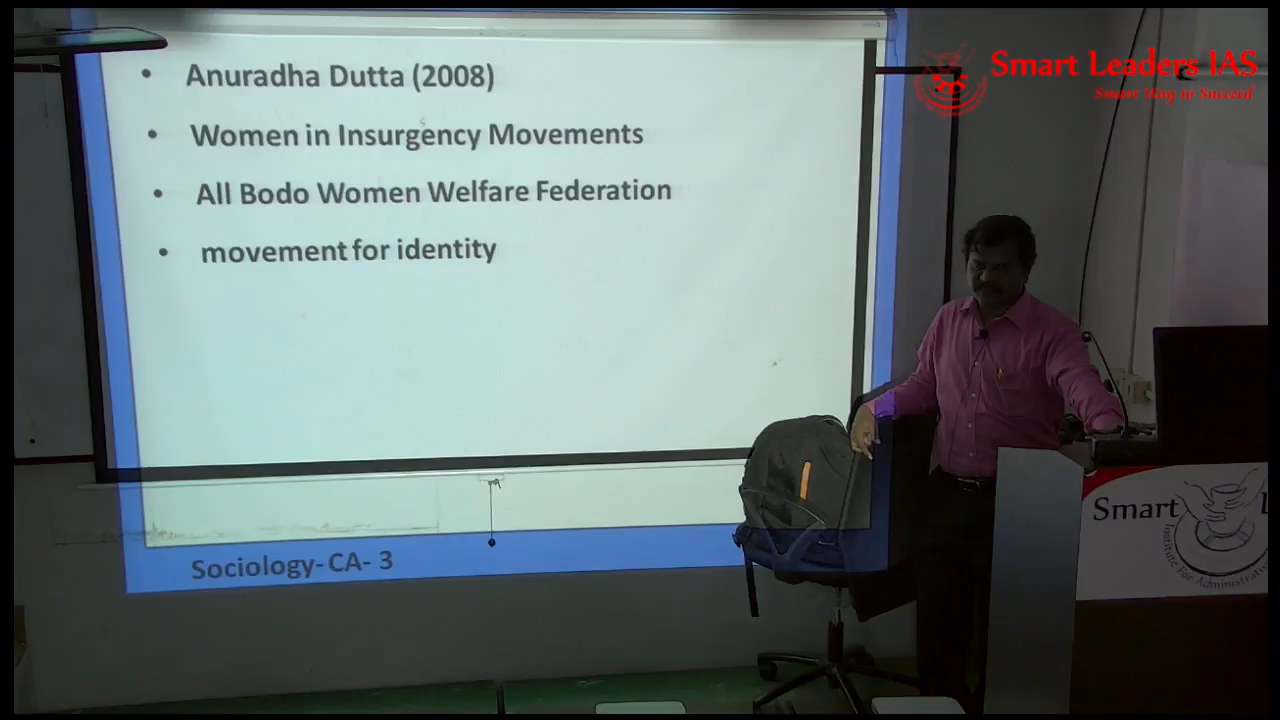 • Anuradha Dutta (2008)
• Women in Insurgency Movements
• All Bodo Women Welfare Federation
• movement for identity
Sociology- CA- 3
Smart Leaders IAS
Smart Way to Succeed
Smart L
Institute For Administrati